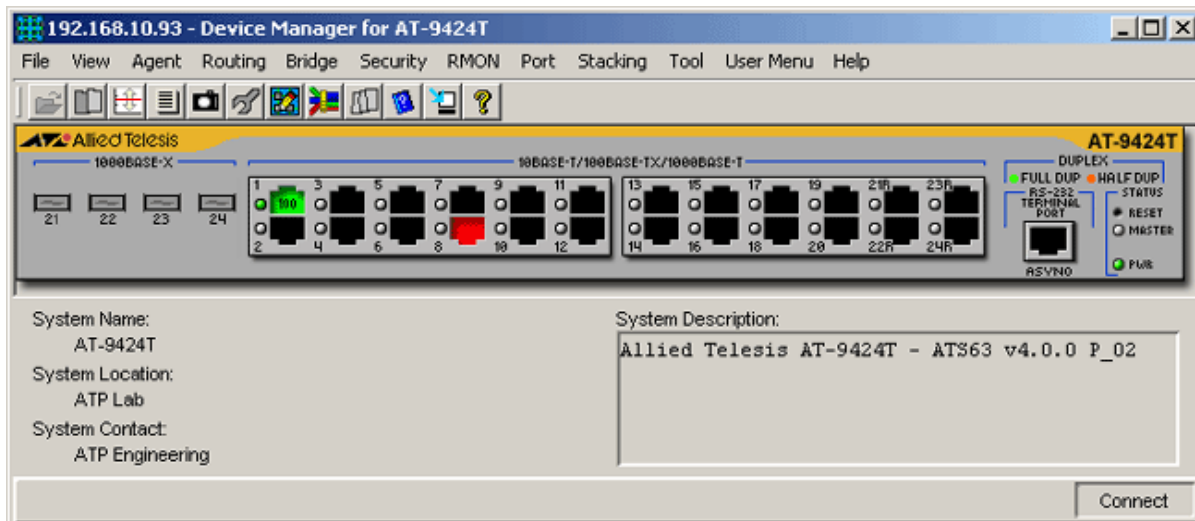 192.168.10.93 - Device Manager for AT-9424T
File View Agent Routing Bridge Security RMON Port Stacking Tool User Menu Help
Allied Telesis
AT-9424T
1000BASE-X
10BASE-T/100BASE-TX/1000BASE-T
DUPLEX
FULL DUP HALF DUP
RS-232
TERMINAL
PORT
STATUS
RESET
MASTER
PWR
ASYNO
21 22 23 24
1 3 5 7 9 11 13 15 17 19 21R 23R
100
2 4 6 8 10 12 14 16 18 20 22R 24R
System Name:
AT-9424T
System Location:
ATP Lab
System Contact:
ATP Engineering
System Description:
Allied Telesis AT-9424T - ATS63 v4.0.0 P_02
Connect